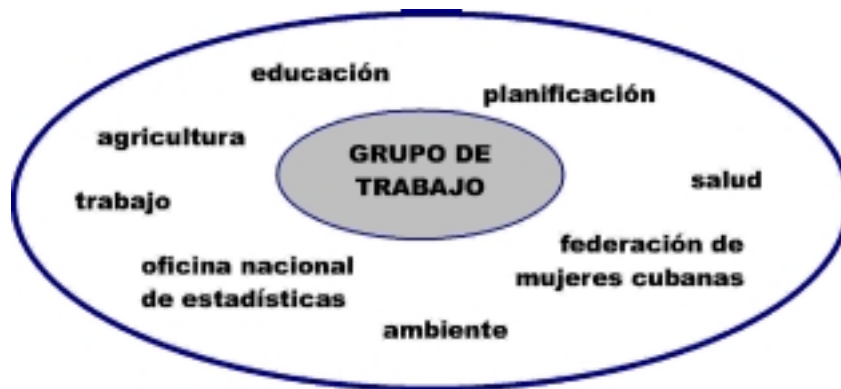 educación
planificación
agricultura
GRUPO DE
TRABAJO
salud
trabajo
federación de
mujeres cubanas
oficina nacional
de estadísticas
ambiente